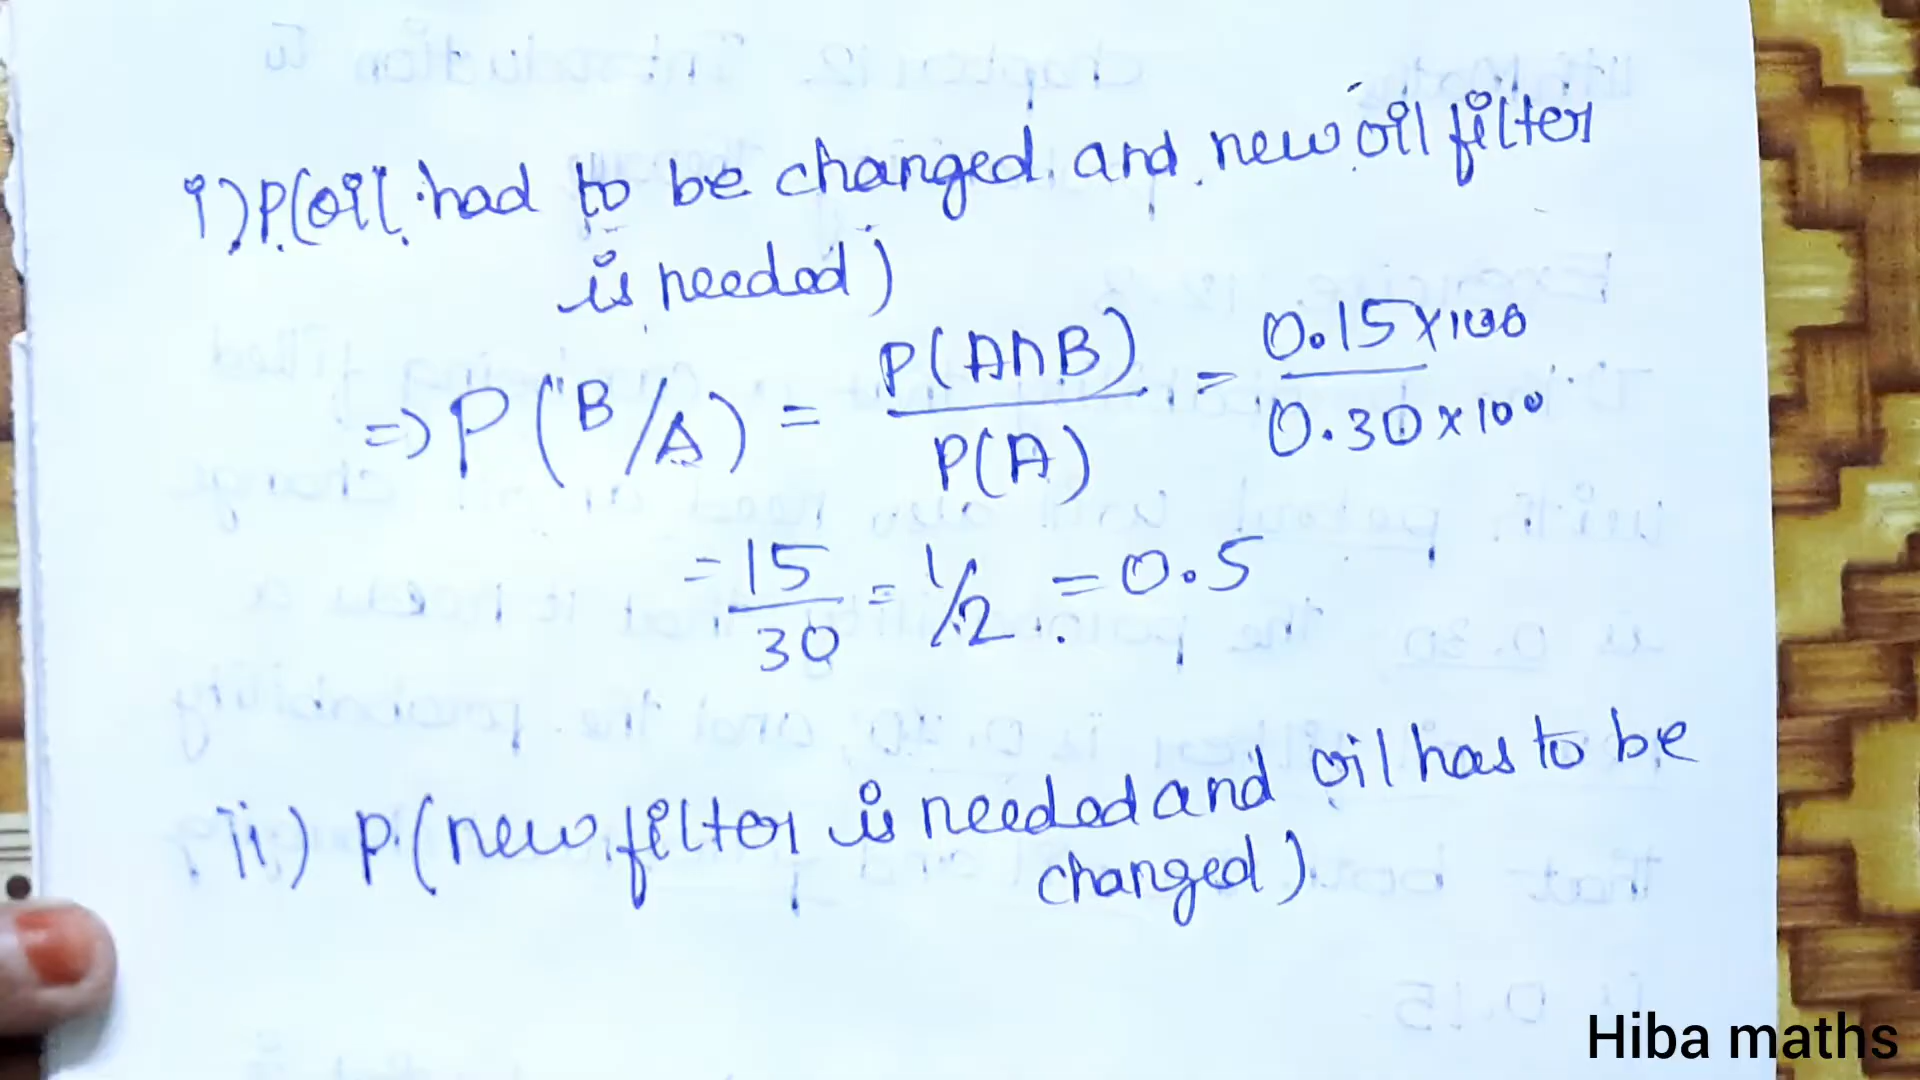 i) P(oil had to be changed and new oil filter
is needed)
=> P(B/A) = P(A∩B)/P(A) = 0.15×100/0.30×100
= 15/30 = 1/2 = 0.5
ii) P(new filter is needed and oil has to be
changed)
Hiba maths